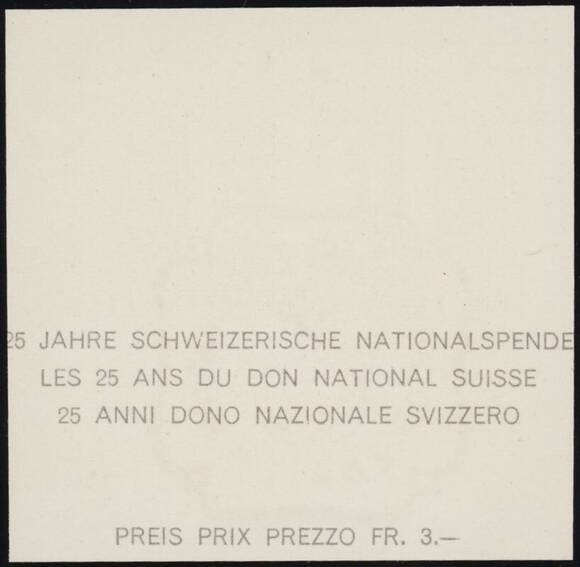 25 JAHRE SCHWEIZERISCHE NATIONALSPENDE
LES 25 ANS DU DON NATIONAL SUISSE
25 ANNI DONO NAZIONALE SVIZZERO
PREIS PRIX PREZZO FR. 3.—